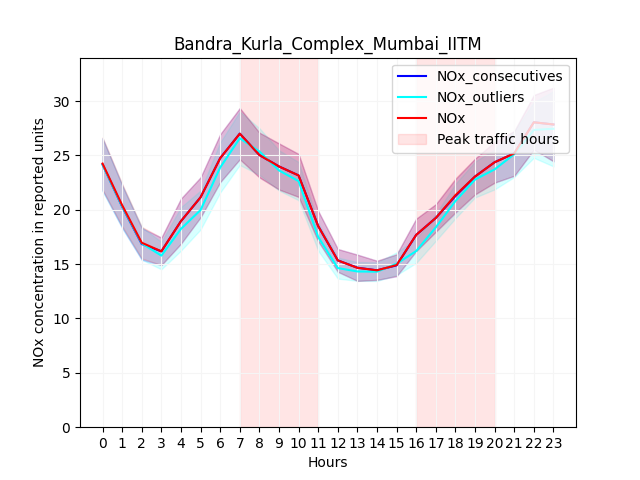 Bandra_Kurla_Complex_Mumbai_IITM
NOx_consecutives
NOx_outliers
NOx
Peak traffic hours
NOx concentration in reported units
30
25
20
15
10
5
0
0 1 2 3 4 5 6 7 8 9 10 11 12 13 14 15 16 17 18 19 20 21 22 23
Hours